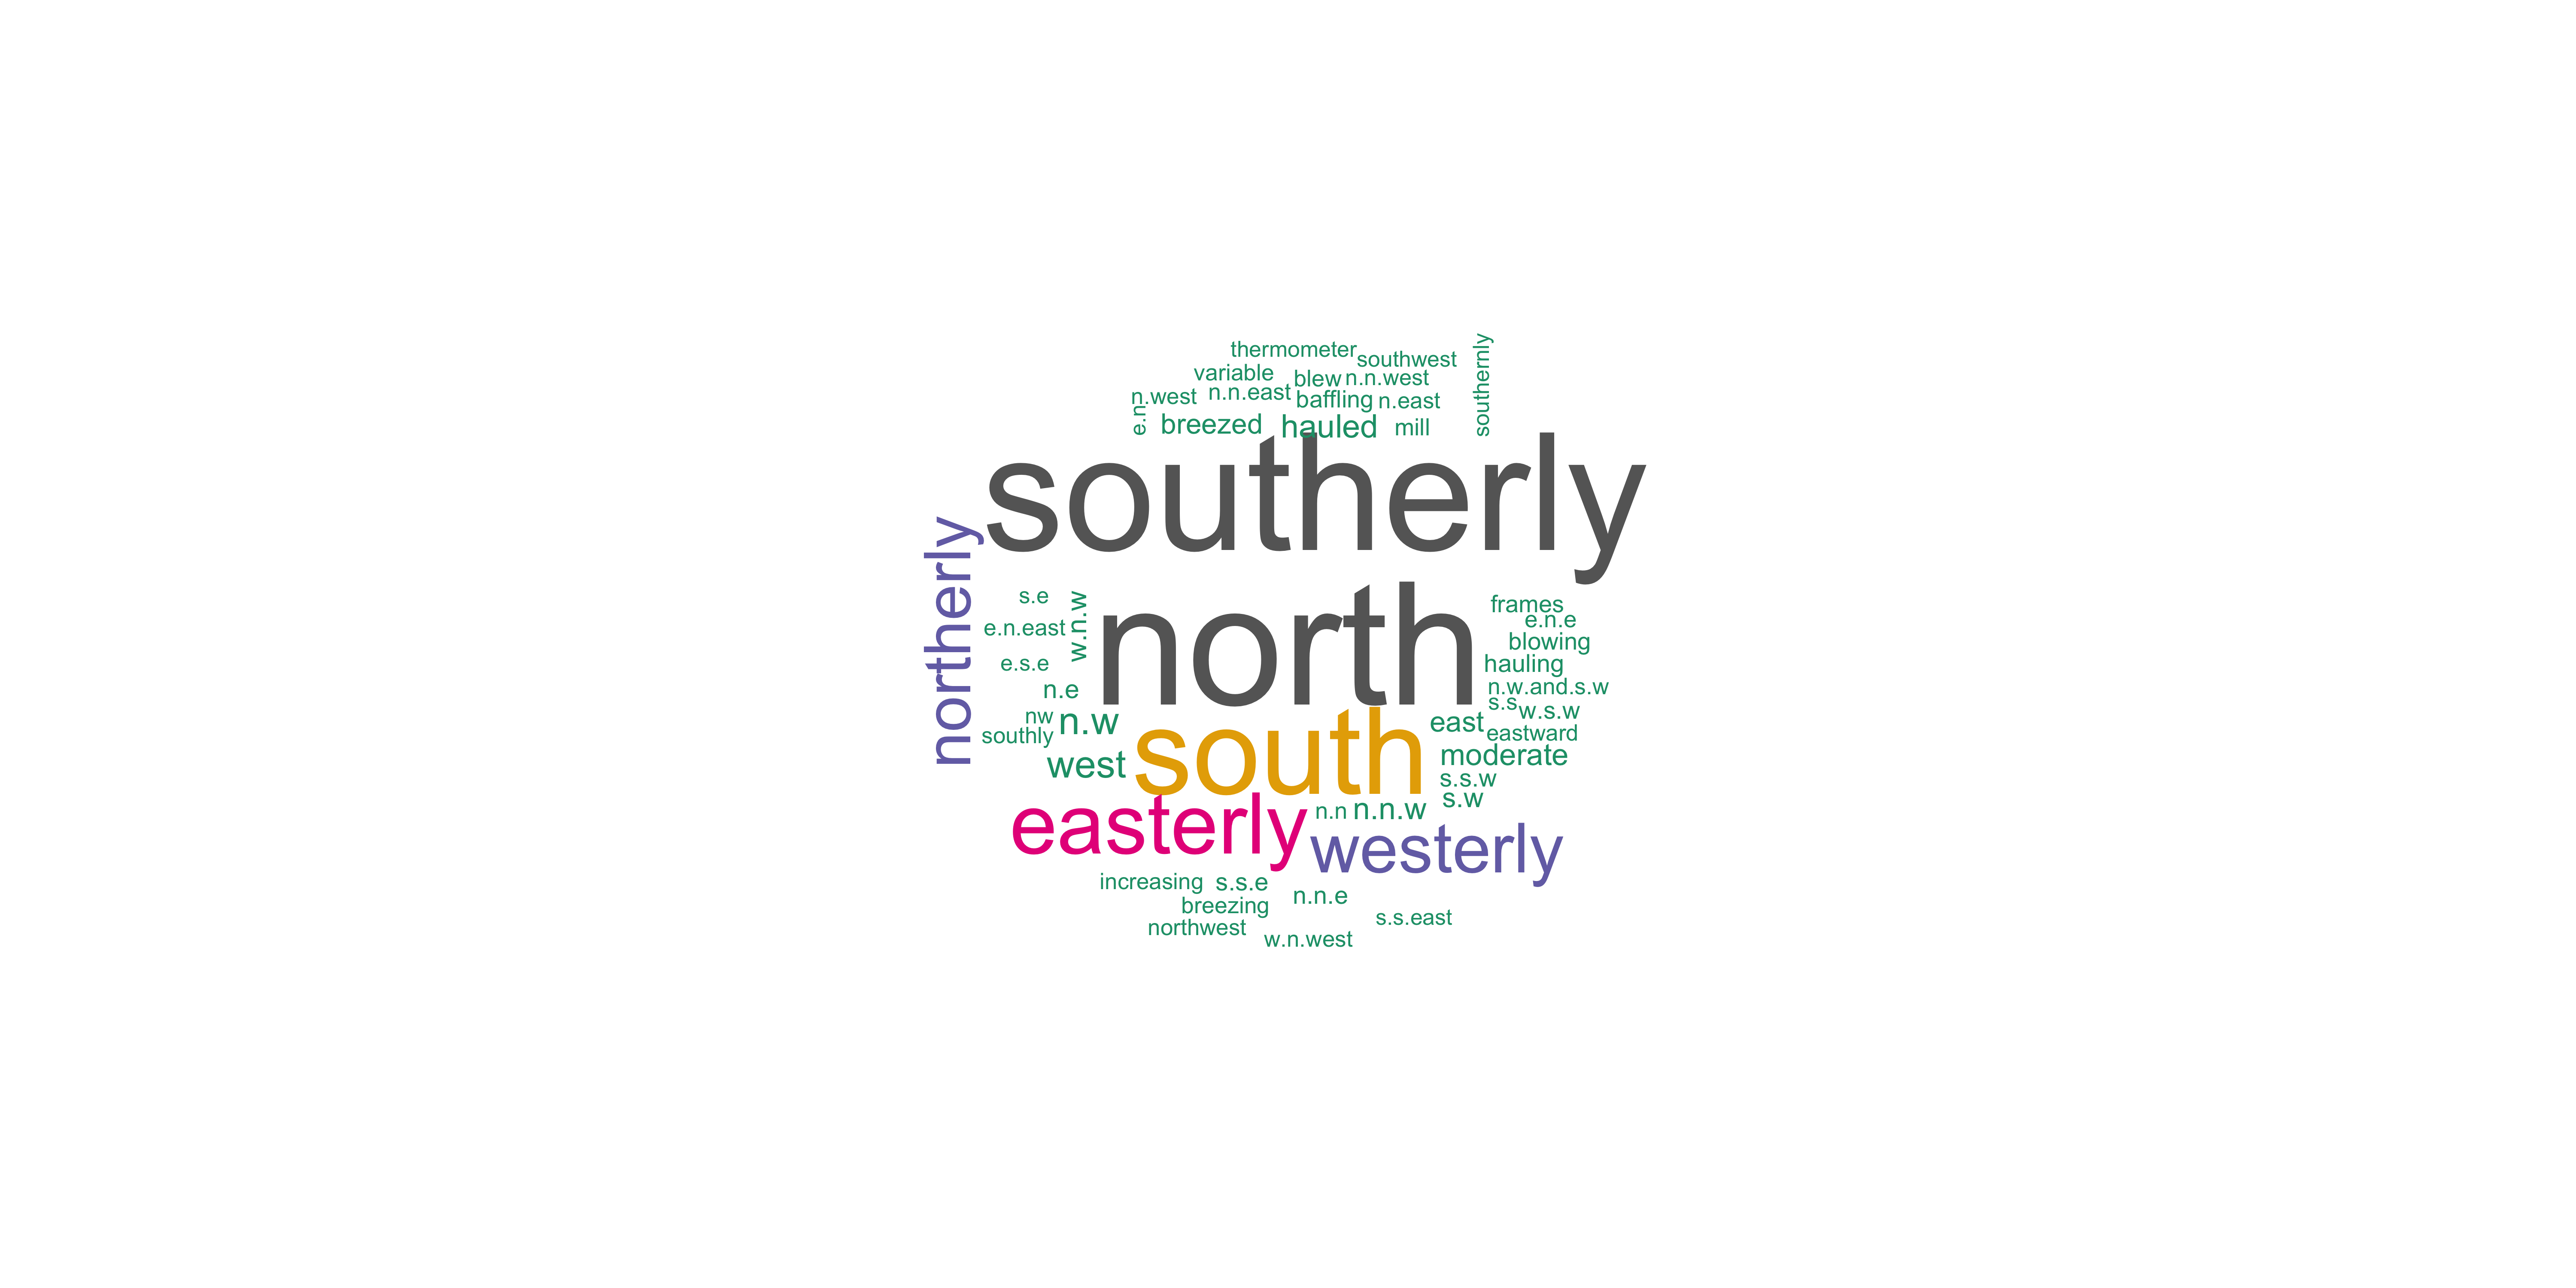 thermometer
southwest
southernly
variable
blew
n.n.west
n.west
n.n.east
baffling
n.east
e.n
breezed
hauled
mill
southerly
northerly
s.e
w.n.w
north
frames
e.n.e
e.n.east
blowing
e.s.e
hauling
n.e
n.w.and.s.w
s.s
w.s.w
nw
n.w
south
east
eastward
southly
west
moderate
s.s.w
s.w
easterly
n.n
n.n.w
westerly
increasing
s.s.e
n.n.e
breezing
s.s.east
northwest
w.n.west